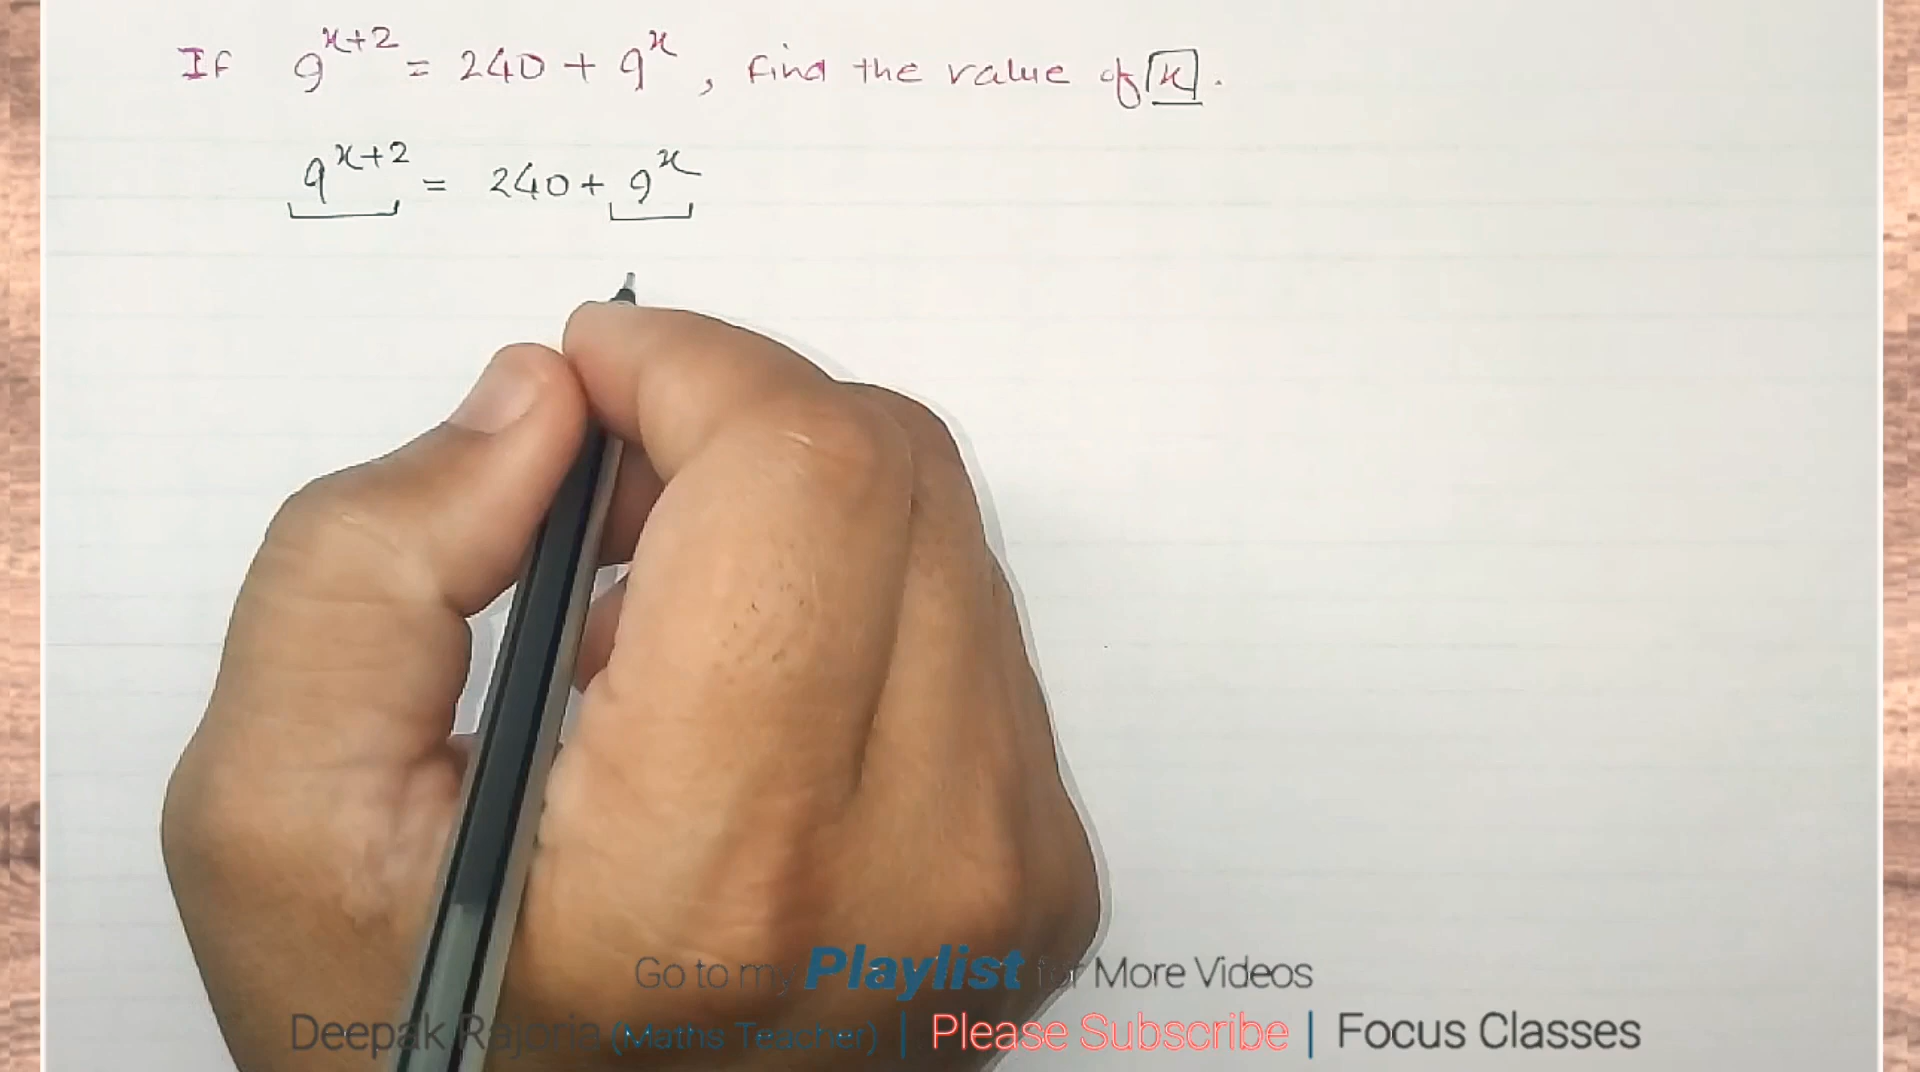 If 9^{x+2} = 240 + 9^x, find the value of x.
9^{x+2} = 240 + 9^x
Go to my Playlist for More Videos
Deepak Rajoria (Maths Teacher) | Please Subscribe | Focus Classes